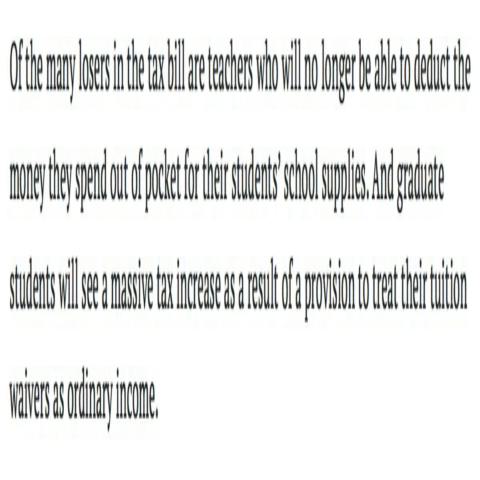 Of the many losers in the tax bill are teachers who will no longer be able to deduct the
money they spend out of pocket for their students' school supplies. And graduate
students will see a massive tax increase as a result of a provision to treat their tuition
waivers as ordinary income.